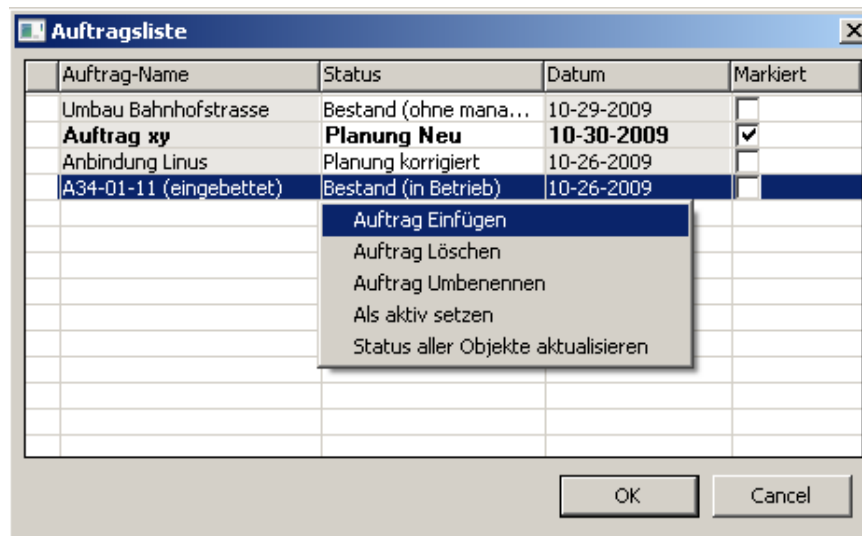 Auftragsliste
Auftrag-Name Status Datum Markiert
Umbau Bahnhofstrasse Bestand (ohne mana... 10-29-2009
Auftrag xy Planung Neu 10-30-2009
Anbindung Linus Planung korrigiert 10-26-2009
A34-01-11 (eingebettet) Bestand (in Betrieb) 10-26-2009
Auftrag Einfügen
Auftrag Löschen
Auftrag Umbenennen
Als aktiv setzen
Status aller Objekte aktualisieren
OK Cancel